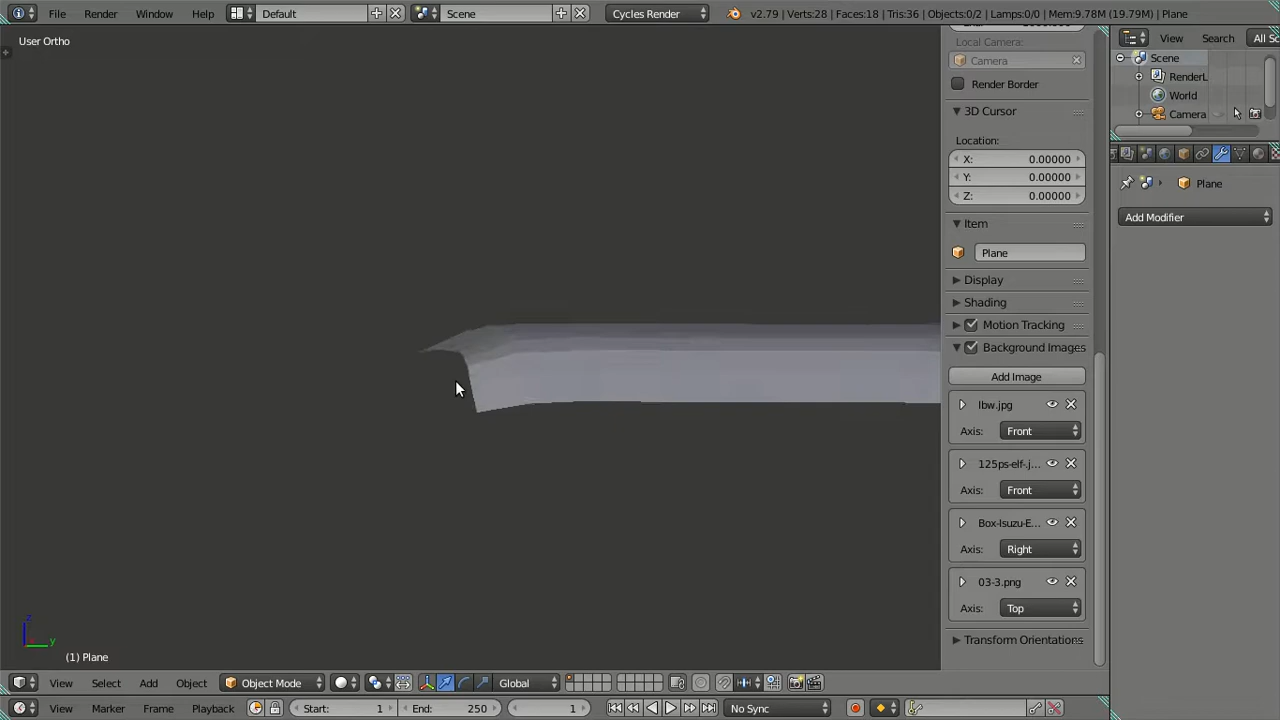 File Render Window Help Default Scene Cycles Render v2.79 | Verts:28 | Faces:18 | Tris:36 | Objects:0/2 | Lamps:0/0 | Mem:9.78M (19.79M) | Plane
User Ortho
Local Camera:
Camera
Render Border
3D Cursor
Location:
X: 0.00000
Y: 0.00000
Z: 0.00000
Item
Plane
Display
Shading
Motion Tracking
Background Images
Add Image
lbw.jpg
Axis: Front
125ps-elf-.j...
Axis: Front
Box-Isuzu-E...
Axis: Right
03-3.png
Axis: Top
Transform Orientations
View Search All Sc
Scene
RenderL
World
Camera
Plane
Add Modifier
z
y
(1) Plane
View Select Add Object Object Mode Global
View Marker Frame Playback Start: 1 End: 250 1 No Sync